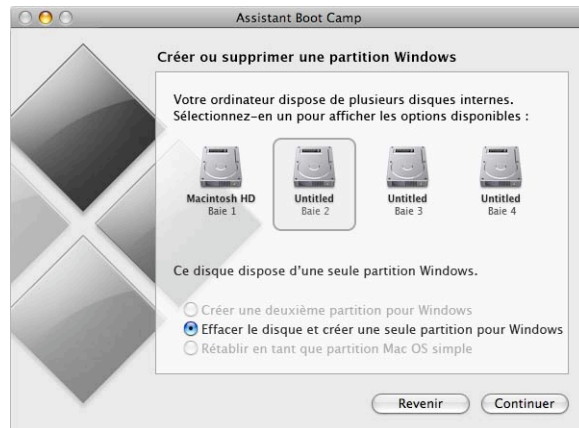 Assistant Boot Camp
Créer ou supprimer une partition Windows
Votre ordinateur dispose de plusieurs disques internes.
Sélectionnez-en un pour afficher les options disponibles :
Macintosh HD
Baie 1
Untitled
Baie 2
Untitled
Baie 3
Untitled
Baie 4
Ce disque dispose d'une seule partition Windows.
Créer une deuxième partition pour Windows
Effacer le disque et créer une seule partition pour Windows
Rétablir en tant que partition Mac OS simple
Revenir
Continuer